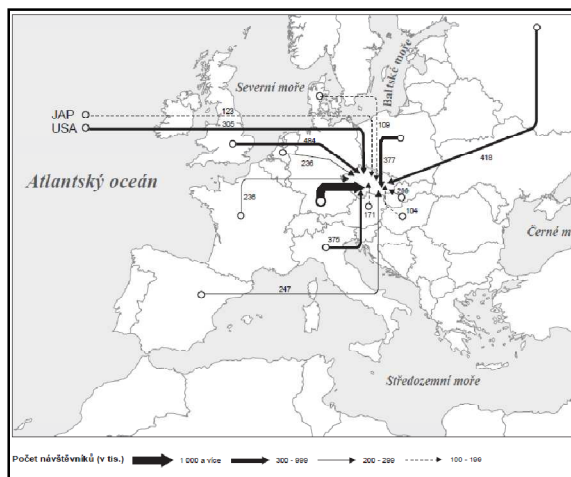 Severní moře
Baltské moře
JAP
123
USA
305
109
484
377
236
418
Atlantský oceán
236
171
104
Černé m
375
247
Středozemní moře
Počet návštěvníků (v tis.)
1 000 a více
300 - 999
200 - 299
100 - 199